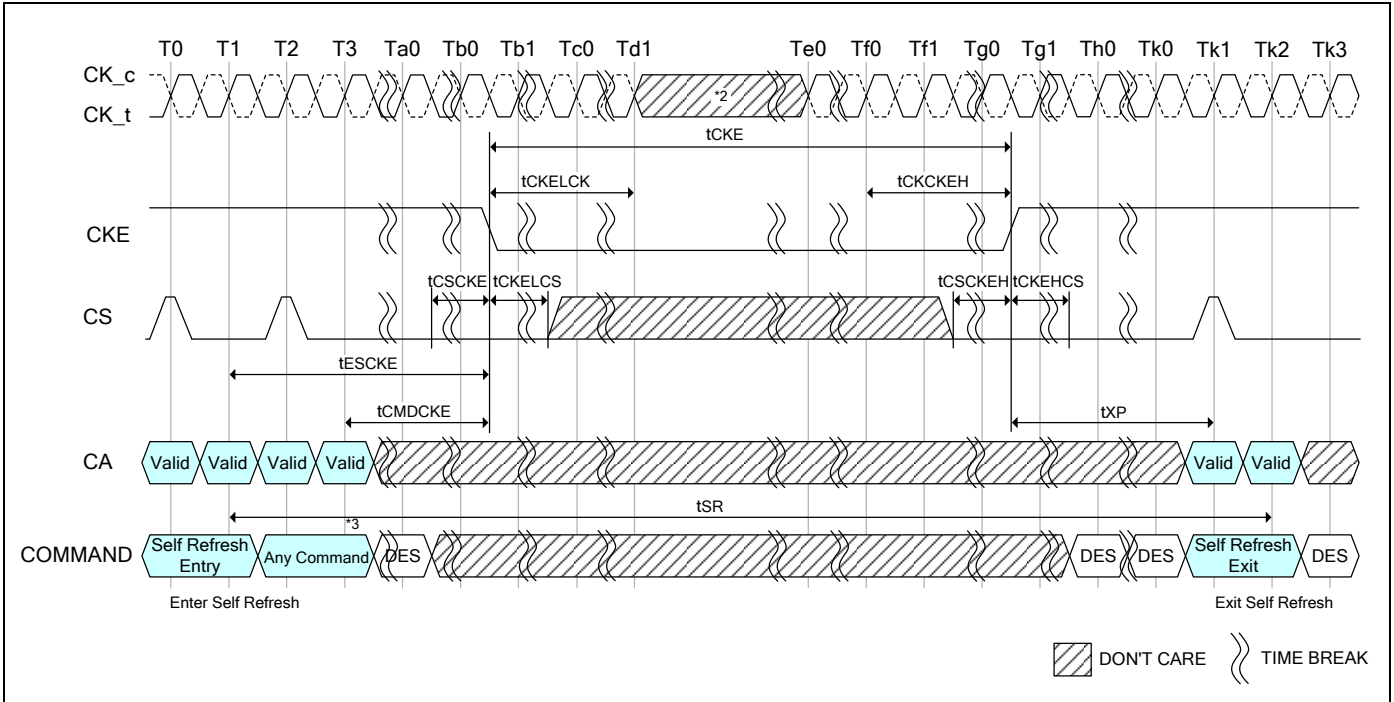 T0 T1 T2 T3 Ta0 Tb0 Tb1 Tc0 Td1 Te0 Tf0 Tf1 Tg0 Tg1 Th0 Tk0 Tk1 Tk2 Tk3
CK_c
CK_t
*2
tCKE
tCKELCK tCKCKEH
CKE
tCSCKE tCKELCS tCSCKEH tCKEHCS
CS
tESCKE
tCMDCKE tXP
CA Valid Valid Valid Valid Valid Valid
tSR
*3
COMMAND Self Refresh Entry Any Command DES DES DES Self Refresh Exit DES
Enter Self Refresh Exit Self Refresh
DON'T CARE TIME BREAK